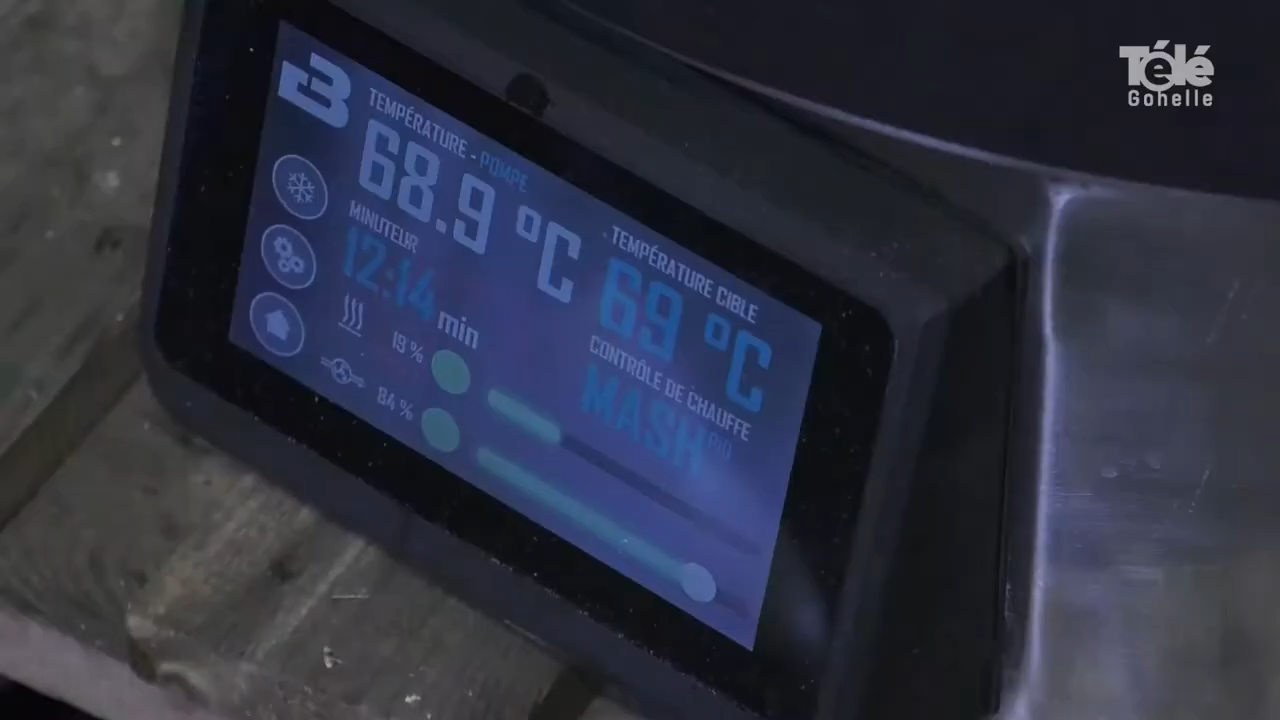 Télé
Gohelle
B
TEMPÉRATURE - POMPE
68.9 °C
MINUTEUR
12:14 min
19 %
84 %
TEMPÉRATURE CIBLE
69 °C
CONTRÔLE DE CHAUFFE
MASH PID